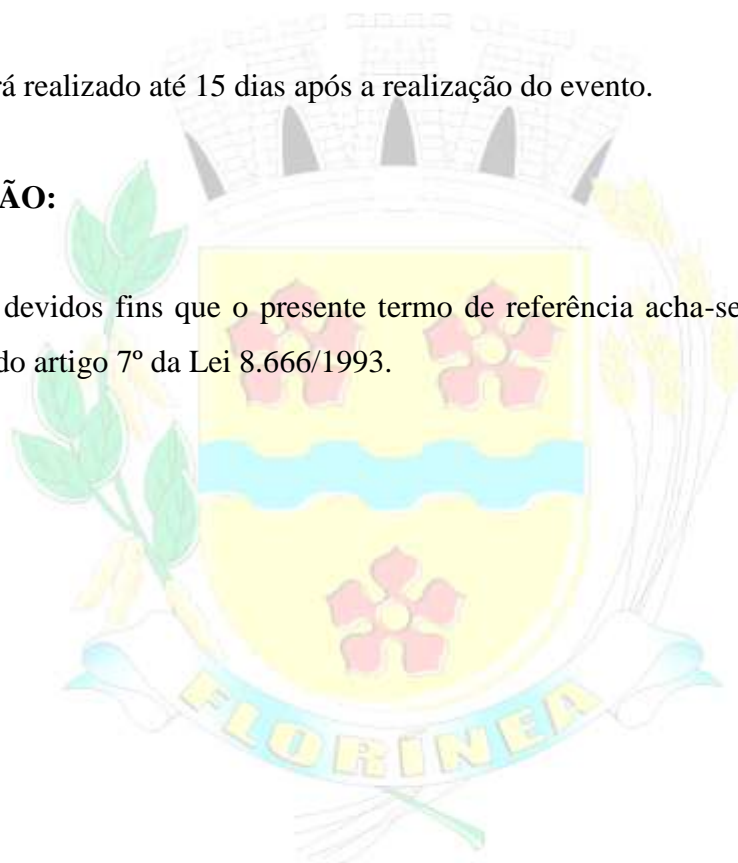 rá realizado até 15 dias após a realização do evento.
ÃO:
devidos fins que o presente termo de referência acha-se
do artigo 7º da Lei 8.666/1993.
FLORÍNEA